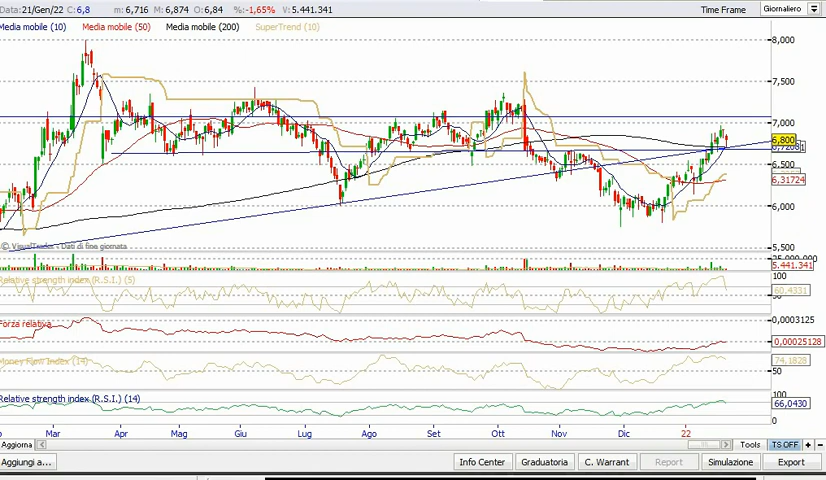 Data: 21/Gen/22 C: 6,8 m: 6,716 M: 6,874 O: 6,84 %: -1,65% V: 5.441.341 Time Frame Giornaliero
Media mobile (10) Media mobile (50) Media mobile (200) SuperTrend (10)
8,000
7,500
7,000
6,800
6,500
6,31724
6,000
5,500
© VisualTrader - Dati di fine giornata
5.441.341
Relative strength index (R.S.I.) (5)
100
50
60,4331
Forza relativa
0,0003125
0,00025128
Money Flow Index (14)
74,1828
50
Relative strength index (R.S.I.) (14)
100
66,0430
0
Mar Apr Mag Giu Lug Ago Set Ott Nov Dic 22
Aggiorna Tools TS OFF + -
Aggiungi a... Info Center Graduatoria C. Warrant Report Simulazione Export